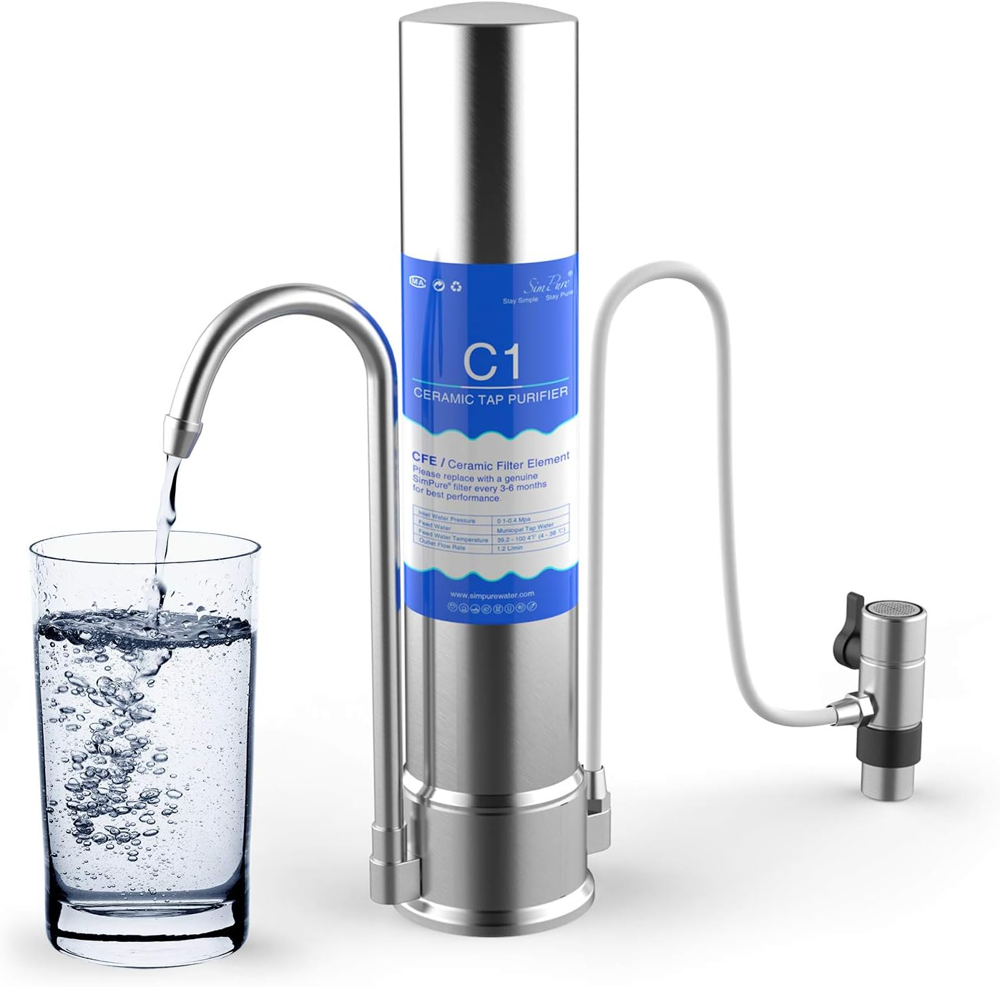 MA
SimPure®
Stay Simple Stay Pure
C1
CERAMIC TAP PURIFIER
CFE / Ceramic Filter Element
Please replace with a genuine
SimPure® filter every 3-6 months
for best performance.
Inlet Water Pressure 0.1-0.4 Mpa
Feed Water Municipal Tap Water
Feed Water Temperature 39.2 - 100.4°F (4 - 38 °C)
Outlet Flow Rate 1.2 L/min
www.simpurewater.com